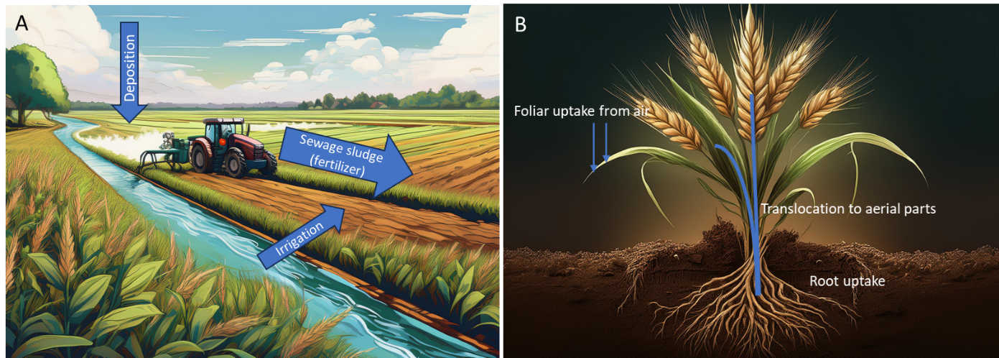 A
Deposition
Sewage sludge
(fertilizer)
Irrigation
B
Foliar uptake from air
Translocation to aerial parts
Root uptake